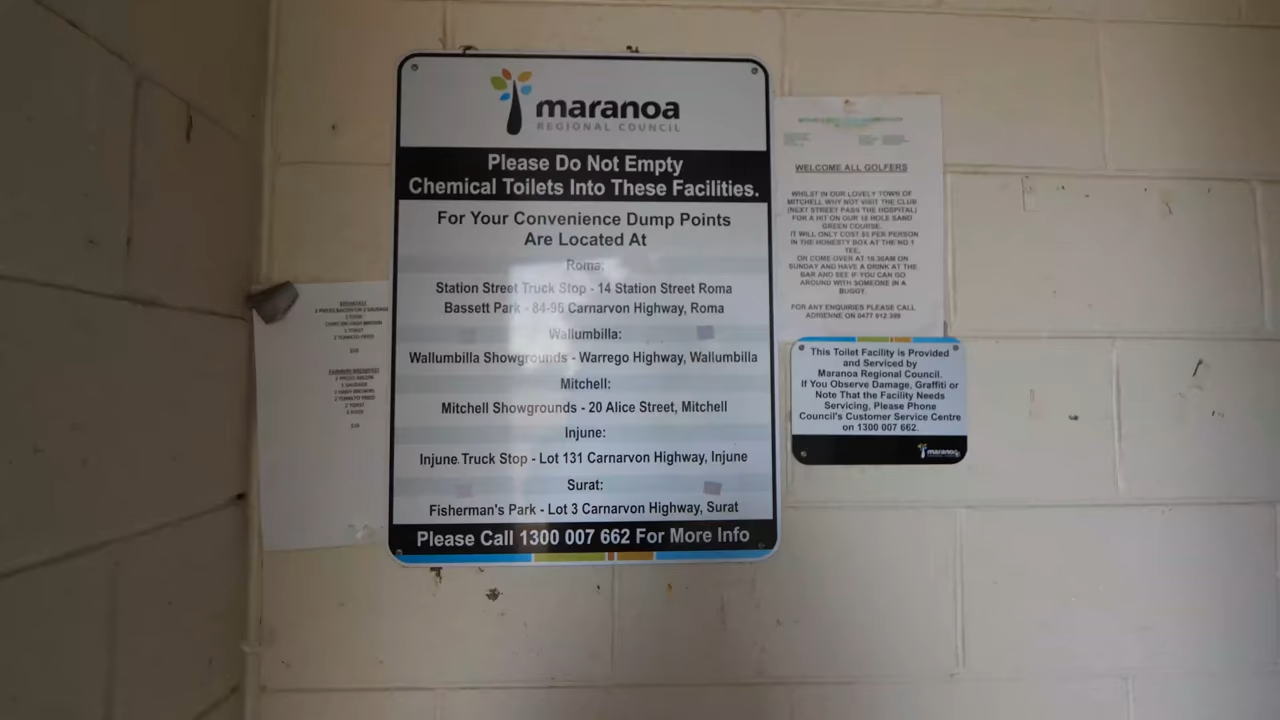 maranoa
REGIONAL COUNCIL
Please Do Not Empty
Chemical Toilets Into These Facilities.
For Your Convenience Dump Points
Are Located At
Roma:
Station Street Truck Stop - 14 Station Street Roma
Bassett Park - 84-96 Carnarvon Highway, Roma
Wallumbilla:
Wallumbilla Showgrounds - Warrego Highway, Wallumbilla
Mitchell:
Mitchell Showgrounds - 20 Alice Street, Mitchell
Injune:
Injune Truck Stop - Lot 131 Carnarvon Highway, Injune
Surat:
Fisherman's Park - Lot 3 Carnarvon Highway, Surat
Please Call 1300 007 662 For More Info
WELCOME ALL GOLFERS
WHILST IN OUR LOVELY TOWN OF
MITCHELL WHY NOT VISIT THE CLUB
(NEXT STREET PASS THE HOSPITAL)
FOR A HIT ON OUR 18 HOLE SAND
GREEN COURSE.
IT WILL ONLY COST $5 PER PERSON
IN THE HONESTY BOX AT THE NO 1
TEE,
OR COME OVER AT
SUNDAY AND HAVE A DRINK AT THE
BAR AND SEE IF YOU CAN GO
AROUND WITH SOMEONE IN A
BUGGY.
FOR ANY ENQUIRIES PLEASE CALL
ADRIENNE ON
This Toilet Facility is Provided
and Serviced by
Maranoa Regional Council.
If You Observe Damage, Graffiti or
Note That the Facility Needs
Servicing, Please Phone
Council's Customer Service Centre
on 1300 007 662.
maranoa
BREAKFAST
1 TOAST